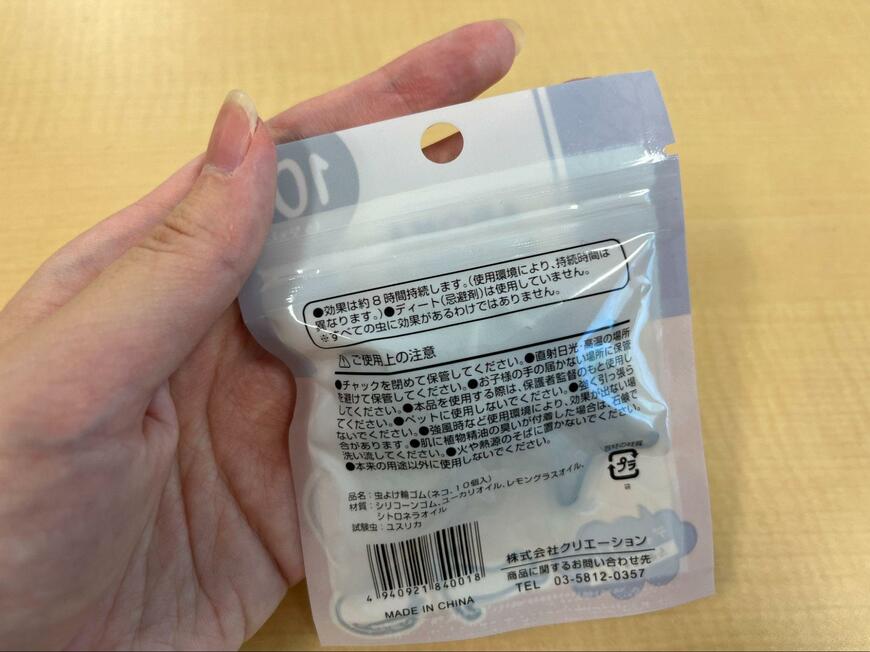 ●効果は約8時間持続します。(使用環境により、持続時間は
異なります。)●ディート(忌避剤)は使用していません。
※すべての虫に効果があるわけではありません。
ご使用上の注意
●チャックを閉めて保管してください。●直射日光・高温の場所
を避けて保管してください。●お子様の手の届かない場所に保管
してください。●本品を使用する際は、保護者監督のもと使用し
てください。●ペットに使用しないでください。●強く引っ張ら
ないでください。●強風時など使用環境により、効果が出ない場
合があります。●肌に植物精油の臭いが付着した場合は、石鹸で
洗い流してください。●火や熱源のそばに置かないでください。
●本来の用途以外に使用しないでください。
品名:虫よけ輪ゴム(ネコ、10個入)
材質:シリコーンゴム、ユーカリオイル、レモングラスオイル、
シトロネラオイル
試験虫:ユスリカ
プラ
袋
4 940921 840018
MADE IN CHINA
株式会社クリエーション
商品に関するお問い合わせ先
TEL 03-5812-0357